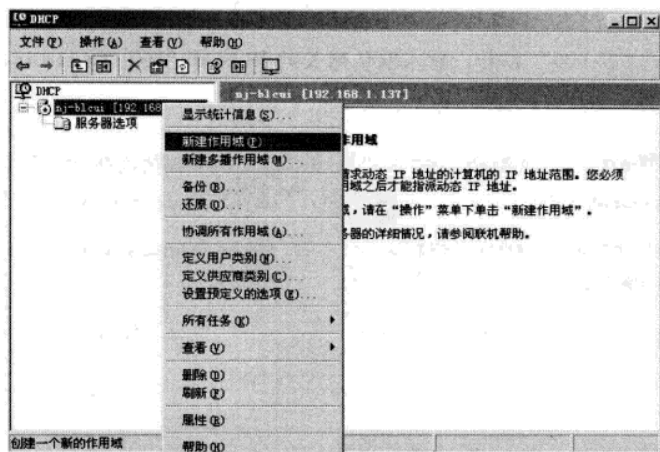 DHCP
文件(F) 操作(A) 查看(V) 帮助(H)
DHCP
nj-blcui [192.168
服务器选项
nj-blcui [192.168.1.137]
显示统计信息(S)...
新建作用域(P)...
新建多播作用域(M)...
备份(B)...
还原(O)...
协调所有作用域(A)...
定义用户类别(U)...
定义供应商类别(C)...
设置预定义的选项(E)...
所有任务(K)
查看(V)
删除(D)
刷新(F)
属性(R)
帮助(H)
作用域
请求动态 IP 地址的计算机的 IP 地址范围。您必须
用域之后才能指派动态 IP 地址。
或,请在“操作”菜单下单击“新建作用域”。
务器的详细情况,请参阅联机帮助。
创建一个新的作用域